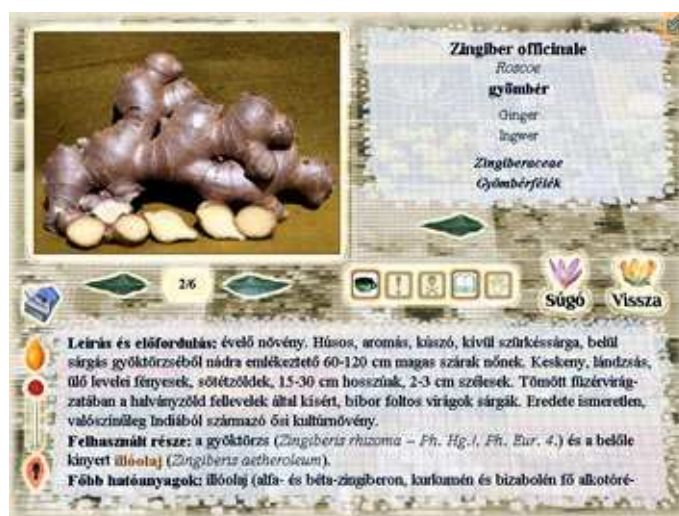 Zingiber officinale
Roscoe
gyömbér
Ginger
Ingwer
Zingiberaceae
Gyömbérfélék
2/6
Súgó
Vissza
Leírás és előfordulás: évelő növény. Húsos, aromás, kúszó, kívül szürkéssárga, belül
sárgás gyöktörzséből nádra emlékeztető 60-120 cm magas szárak nőnek. Keskeny, lándzsás,
ülő levelei fényesek, sötétzöldek, 15-30 cm hosszúak, 2-3 cm szélesek. Tömött füzérvirág-
zatában a halványzöld fellevelek által kísért, bíbor foltos virágok sárgák. Eredete ismeretlen,
valószínűleg Indiából származó ősi kultúrnövény.
Felhasznált része: a gyöktörzs (Zingiberis rhizoma – Ph. Hg.!, Ph. Eur. 4.) és a belőle
kinyert illóolaj (Zingiberis aetheroleum).
Főbb hatóanyagok: illóolaj (alfa- és béta-zingiberon, kurkumén és bizabolén fő alkotóré-